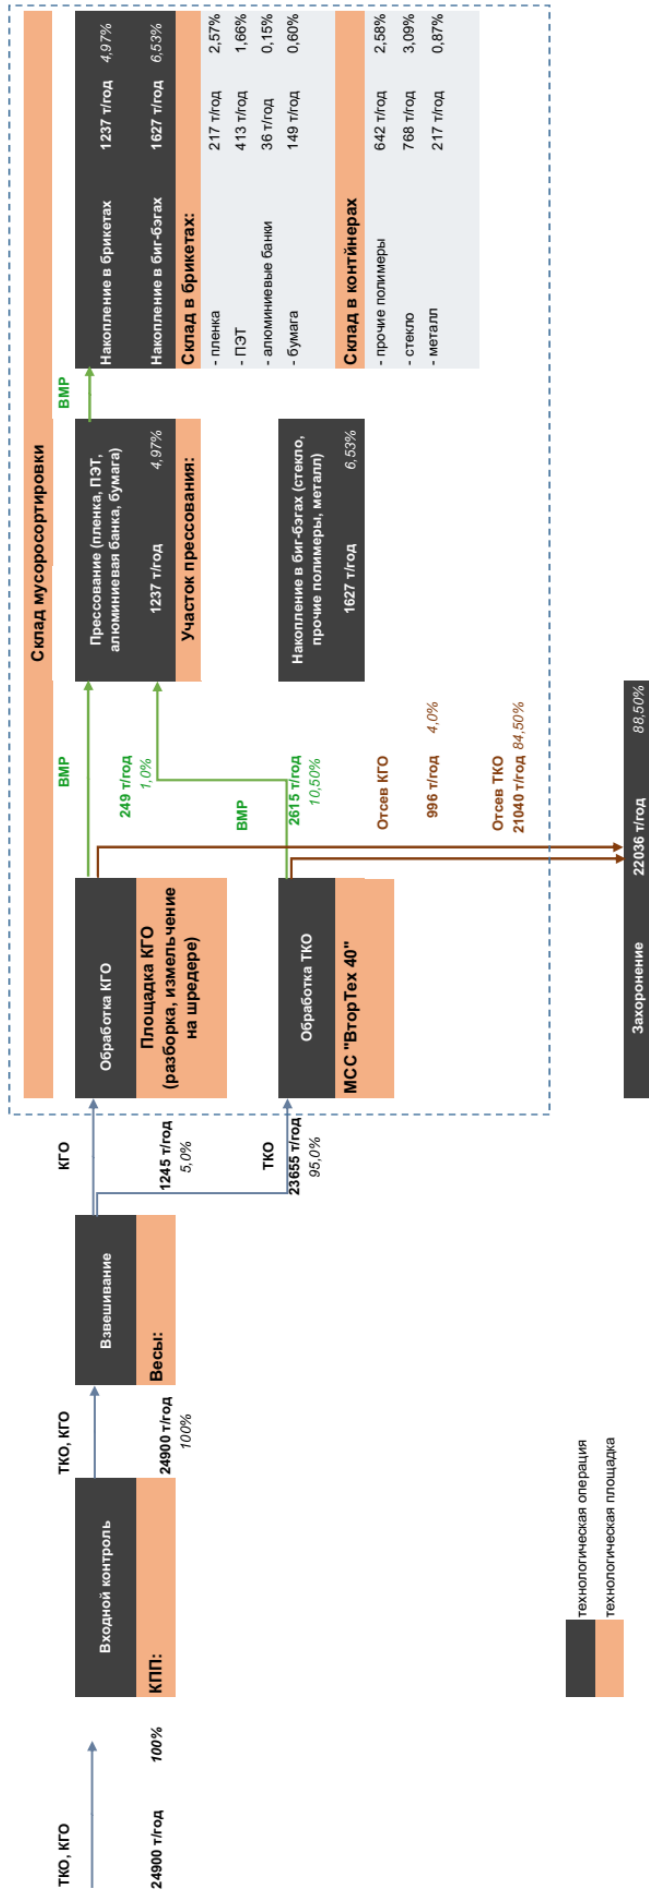 Склад мусоросортировки
ТКО, КГО
24900 т/год
100%
Входной контроль
КПП:
ТКО, КГО
24900 т/год
100%
Взвешивание
Весы:
КГО
1245 т/год
5,0%
ТКО
23655 т/год
95,0%
Обработка КГО
Площадка КГО
(разборка, измельчение
на шредере)
Обработка ТКО
МСС "ВторТех 40"
ВМР
249 т/год
1,0%
ВМР
2615 т/год
10,50%
Отсев КГО
996 т/год 4,0%
Отсев ТКО
21040 т/год 84,50%
Прессование (пленка, ПЭТ,
алюминиевая банка, бумага)
1237 т/год 4,97%
Участок прессования:
Накопление в биг-бэгах (стекло,
прочие полимеры, металл)
1627 т/год 6,53%
ВМР
Накопление в брикетах 1237 т/год 4,97%
Накопление в биг-бэгах 1627 т/год 6,53%
Склад в брикетах:
- пленка 217 т/год 2,57%
- ПЭТ 413 т/год 1,66%
- алюминиевые банки 36 т/год 0,15%
- бумага 149 т/год 0,60%
Склад в контйнерах
- прочие полимеры 642 т/год 2,58%
- стекло 768 т/год 3,09%
- металл 217 т/год 0,87%
Захоронение 22036 т/год 88,50%
технологическая операция
технологическая площадка